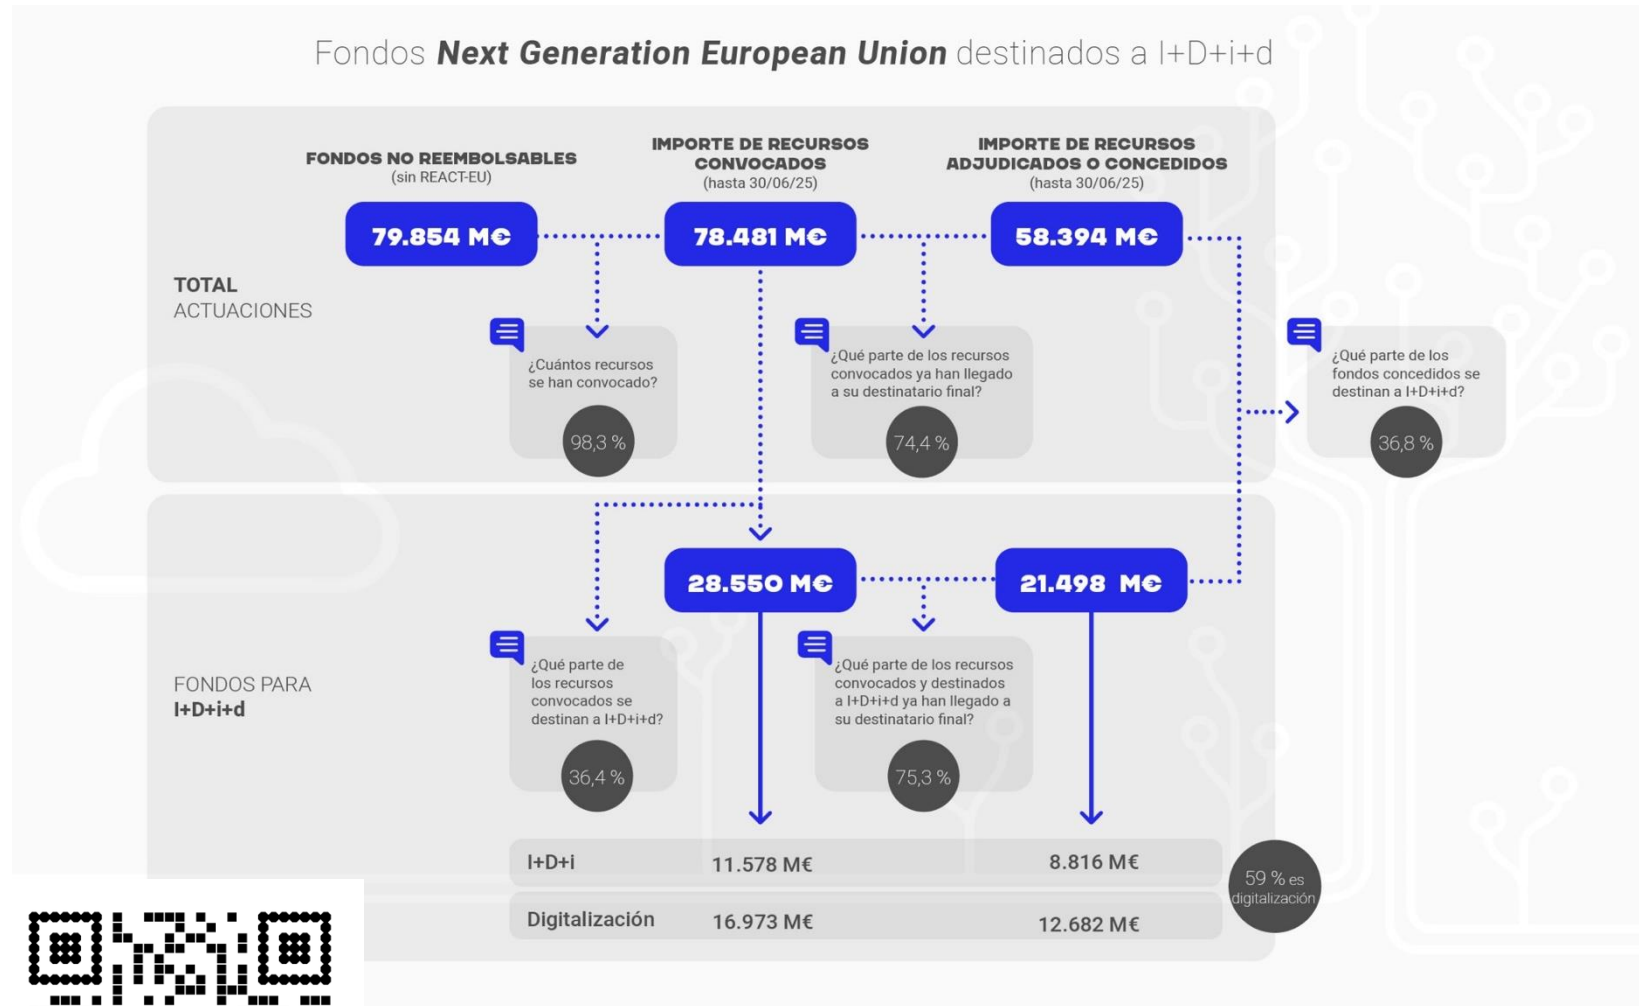 Fondos Next Generation European Union destinados a I+D+i+d
FONDOS NO REEMBOLSABLES
(sin REACT-EU)
IMPORTE DE RECURSOS
CONVOCADOS
(hasta 30/06/25)
IMPORTE DE RECURSOS
ADJUDICADOS O CONCEDIDOS
(hasta 30/06/25)
79.854 M€
78.481 M€
58.394 M€
TOTAL
ACTUACIONES
¿Cuántos recursos
se han convocado?
98,3 %
¿Qué parte de los recursos
convocados ya han llegado
a su destinatario final?
74,4 %
¿Qué parte de los
fondos concedidos se
destinan a I+D+i+d?
36,8 %
28.550 M€
21.498 M€
FONDOS PARA
I+D+i+d
¿Qué parte de
los recursos
convocados se
destinan a I+D+i+d?
36,4 %
¿Qué parte de los recursos
convocados y destinados
a I+D+i+d ya han llegado a
su destinatario final?
75,3 %
I+D+i 11.578 M€ 8.816 M€
Digitalización 16.973 M€ 12.682 M€
59 % es
digitalización